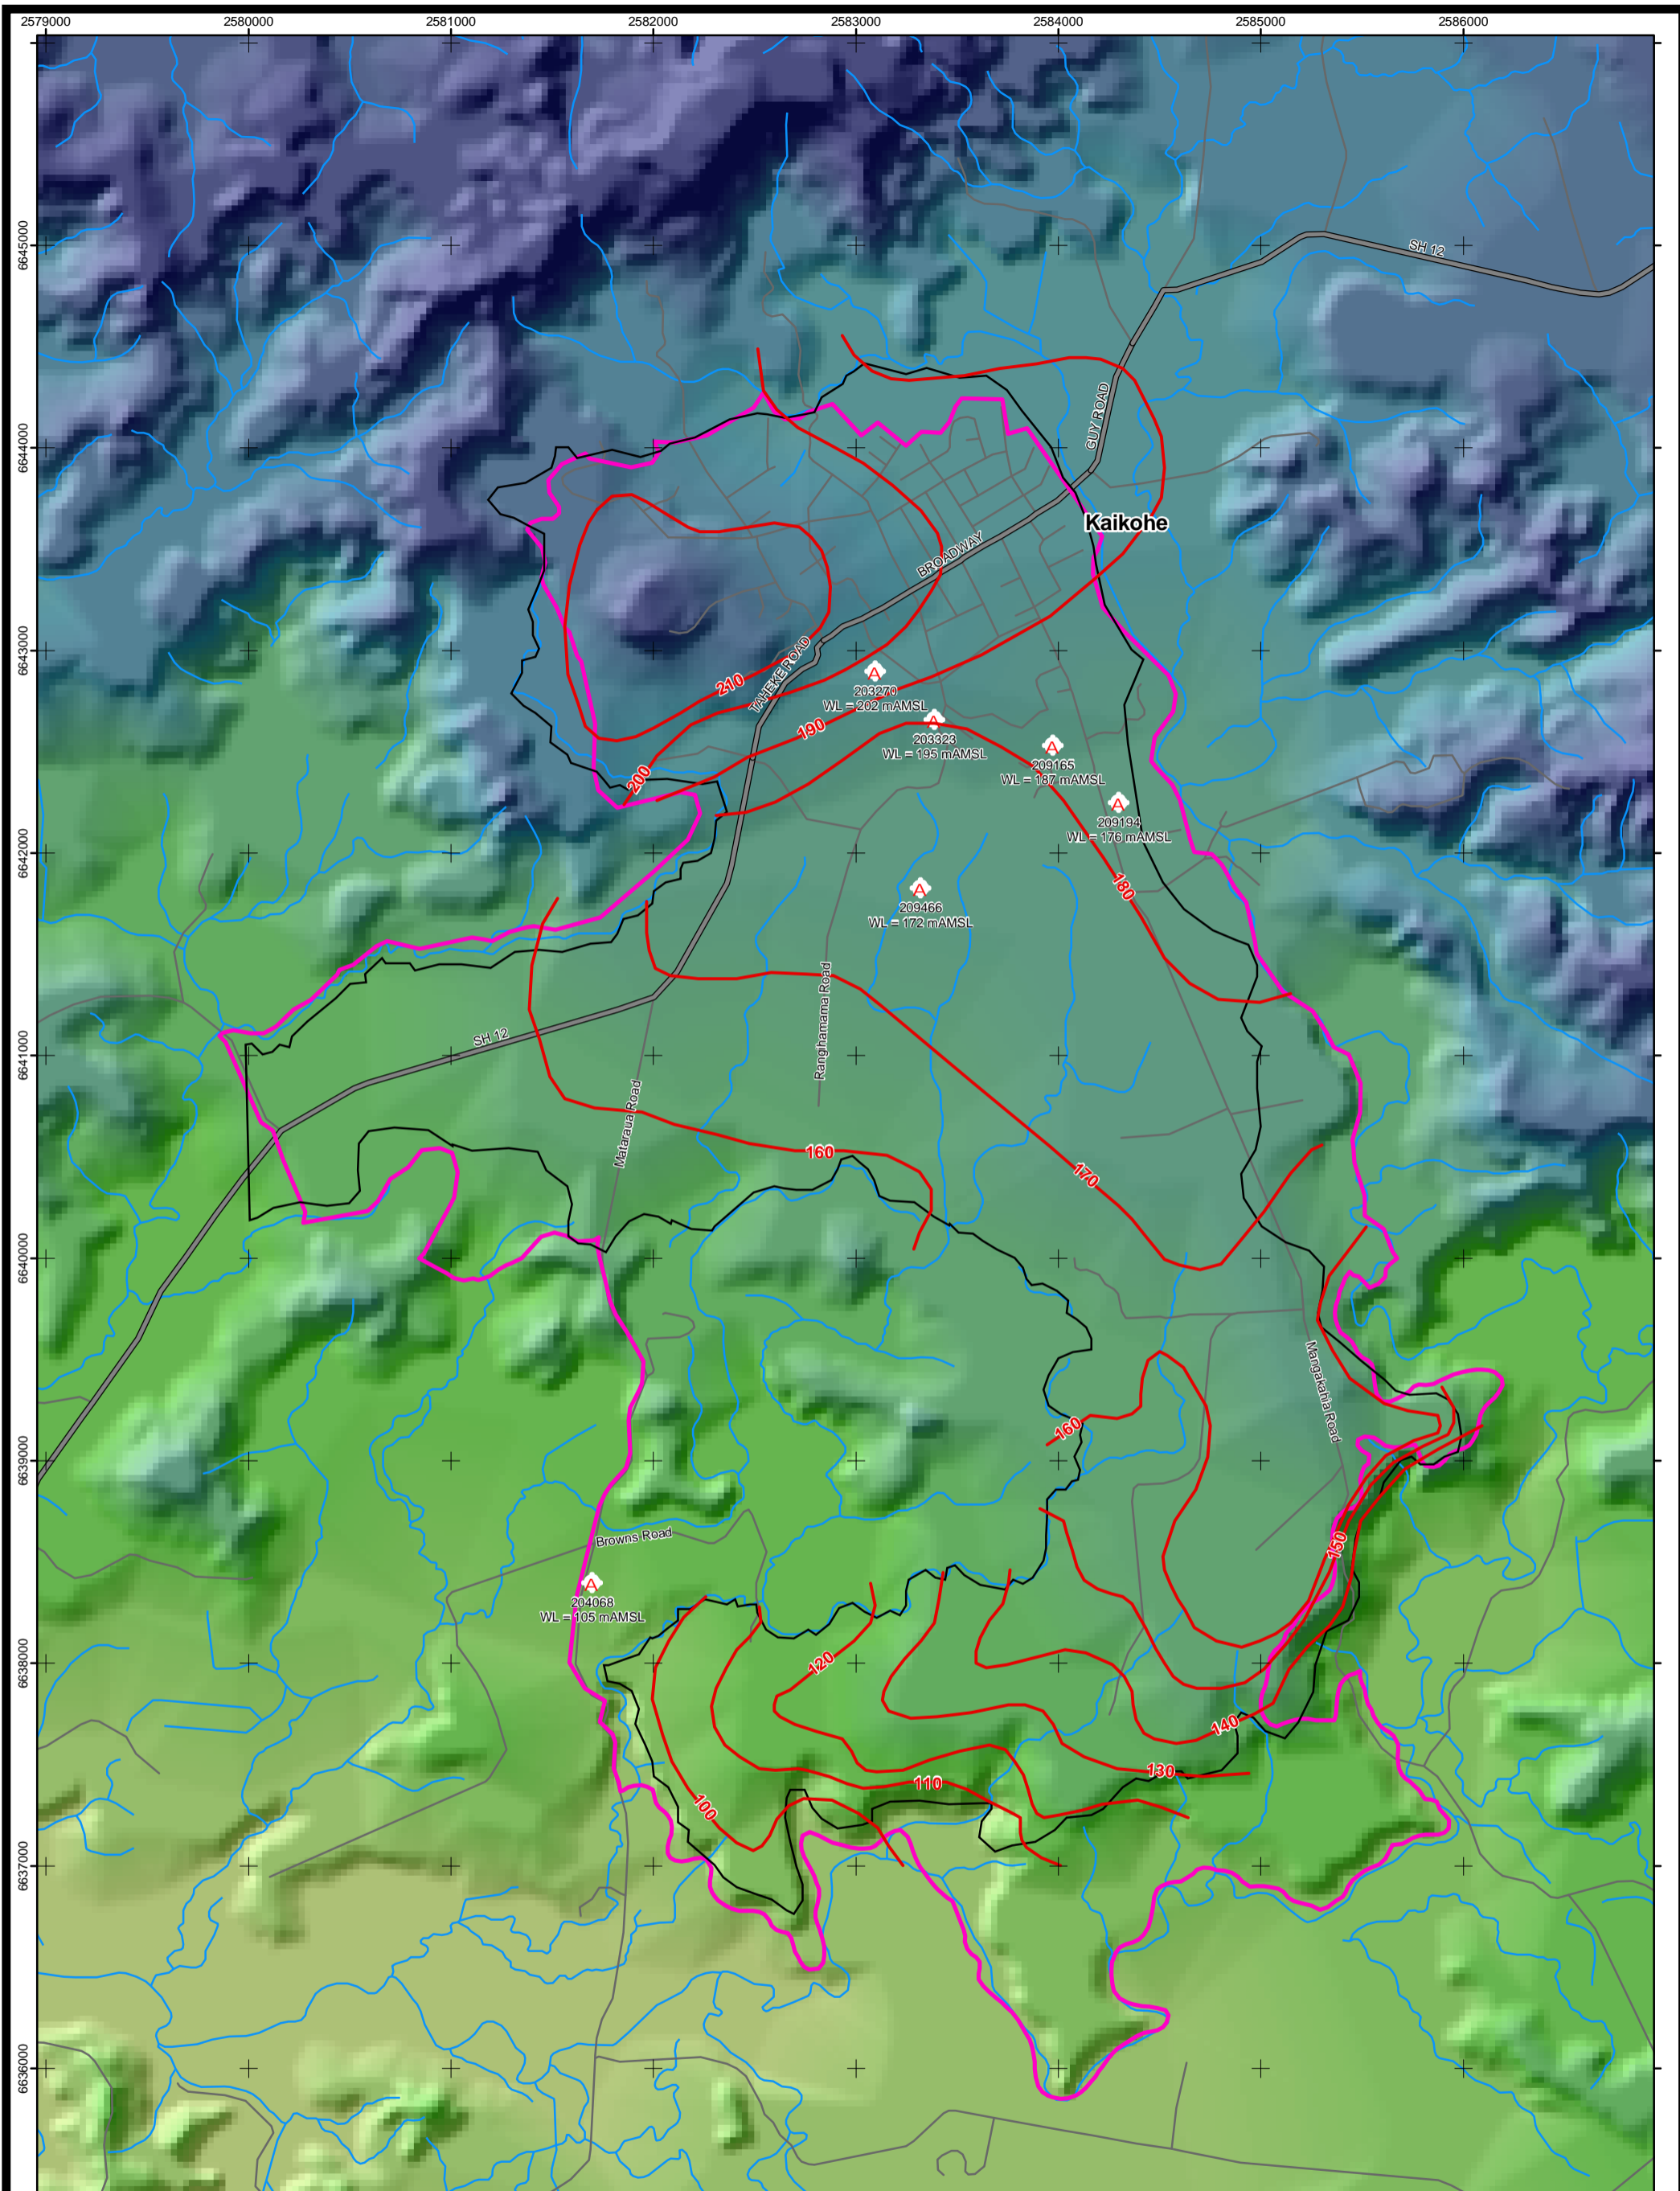 2579000 2580000 2581000 2582000 2583000 2584000 2585000 2586000
6645000
SH 12
6644000
GUY ROAD
Kaikohe
BROADWAY
6643000
TAHEKE ROAD
210
A
203270
WL = 202 mAMSL
190
A
203323
WL = 195 mAMSL
A
209165
WL = 187 mAMSL
200
A
209194
WL = 176 mAMSL
6642000
180
A
209466
WL = 172 mAMSL
Rangihamama Road
SH 12
6641000
Mataraua Road
160
170
6640000
Mangakahia Road
160
6639000
150
Browns Road
A
204068
WL = 105 mAMSL
6638000
120
140
130
110
100
6637000
6636000